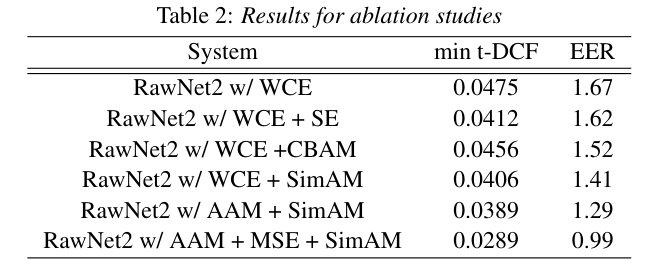 Table 2: Results for ablation studies
System min t-DCF EER
RawNet2 w/ WCE 0.0475 1.67
RawNet2 w/ WCE + SE 0.0412 1.62
RawNet2 w/ WCE +CBAM 0.0456 1.52
RawNet2 w/ WCE + SimAM 0.0406 1.41
RawNet2 w/ AAM + SimAM 0.0389 1.29
RawNet2 w/ AAM + MSE + SimAM 0.0289 0.99